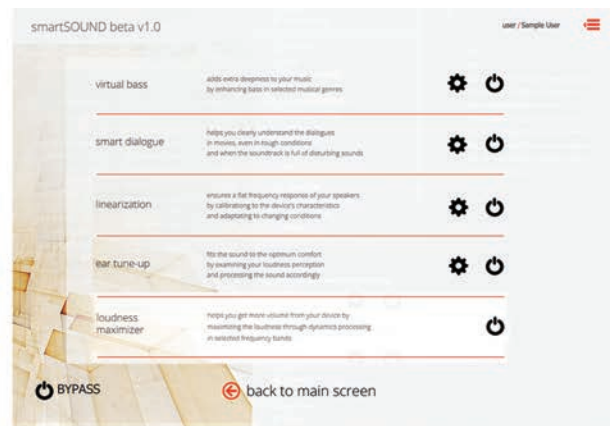 smartSOUND beta v1.0
user / Sample User
virtual bass
adds extra deepness to your music
by enhancing bass in selected musical genres
smart dialogue
helps you clearly understand the dialogues
in movies, even in tough conditions
and when the soundtrack is full of disturbing sounds
linearization
ensures a flat frequency response of your speakers
by calibrationg to the device's characteristics
and adaptating to changing conditions
ear tune-up
fits the sound to the optimum comfort
by examining your loudness perception
and processing the sound accordingly
loudness
maximizer
helps you get more volume from your device by
maximizing the loudness through dynamics processing
in selected frequency bands
BYPASS
back to main screen